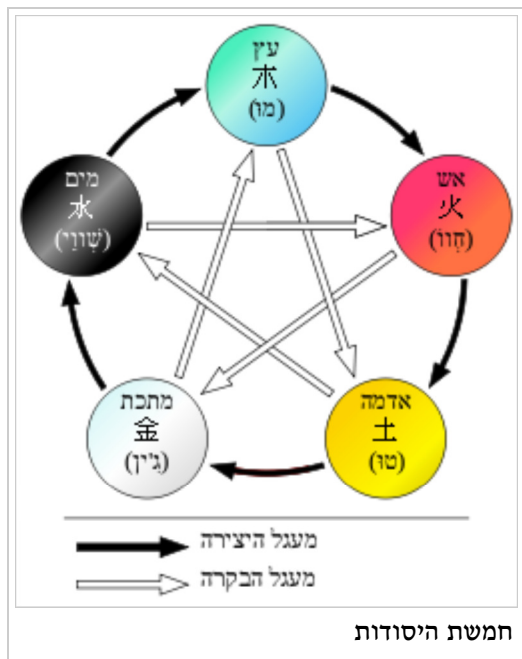 עץ
木
(מוּ)
אש
火
(חְווֹ)
אדמה
土
(טוּ)
מתכת
金
(גִ'ין)
מים
水
(שְׁווֵי)
מעגל היצירה
מעגל הבקרה
חמשת היסודות